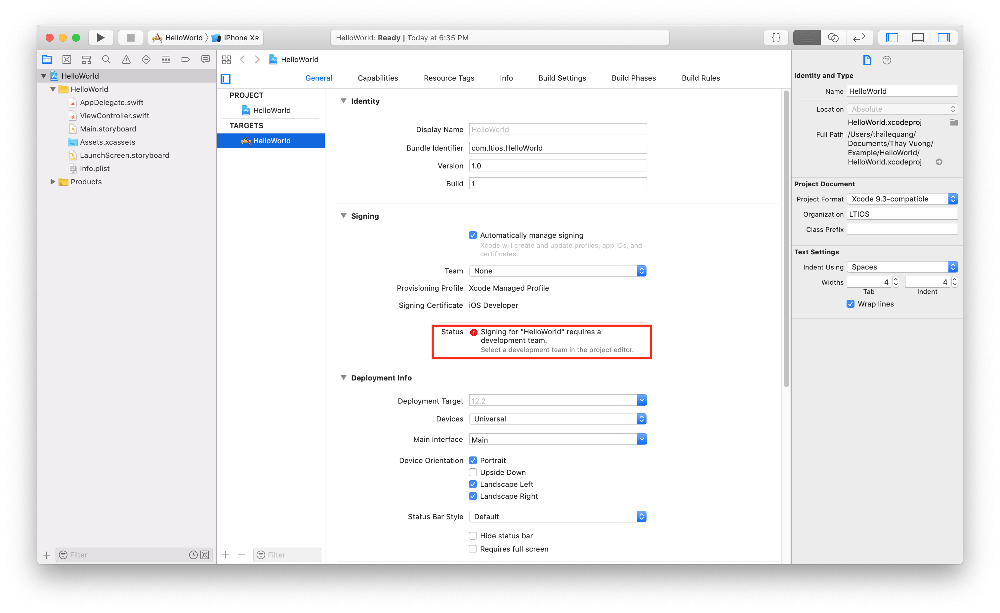 HelloWorld
iPhone XR
HelloWorld: Ready | Today at 6:35 PM
{ }
HelloWorld
HelloWorld
AppDelegate.swift
ViewController.swift
Main.storyboard
Assets.xcassets
LaunchScreen.storyboard
Info.plist
Products
Filter
HelloWorld
General
Capabilities
Resource Tags
Info
Build Settings
Build Phases
Build Rules
PROJECT
HelloWorld
TARGETS
HelloWorld
Filter
Identity
Display Name HelloWorld
Bundle Identifier com.ltios.HelloWorld
Version 1.0
Build 1
Signing
Automatically manage signing
Xcode will create and update profiles, app IDs, and
certificates.
Team None
Provisioning Profile Xcode Managed Profile
Signing Certificate iOS Developer
Status Signing for "HelloWorld" requires a
development team.
Select a development team in the project editor.
Deployment Info
Deployment Target 12.2
Devices Universal
Main Interface Main
Device Orientation Portrait
Upside Down
Landscape Left
Landscape Right
Status Bar Style Default
Hide status bar
Requires full screen
Identity and Type
Name HelloWorld
Location Absolute
HelloWorld.xcodeproj
Full Path /Users/thailequang/
Documents/Thay Vuong/
Example/HelloWorld/
HelloWorld.xcodeproj
Project Document
Project Format Xcode 9.3-compatible
Organization LTIOS
Class Prefix
Text Settings
Indent Using Spaces
Widths 4 4
Tab Indent
Wrap lines